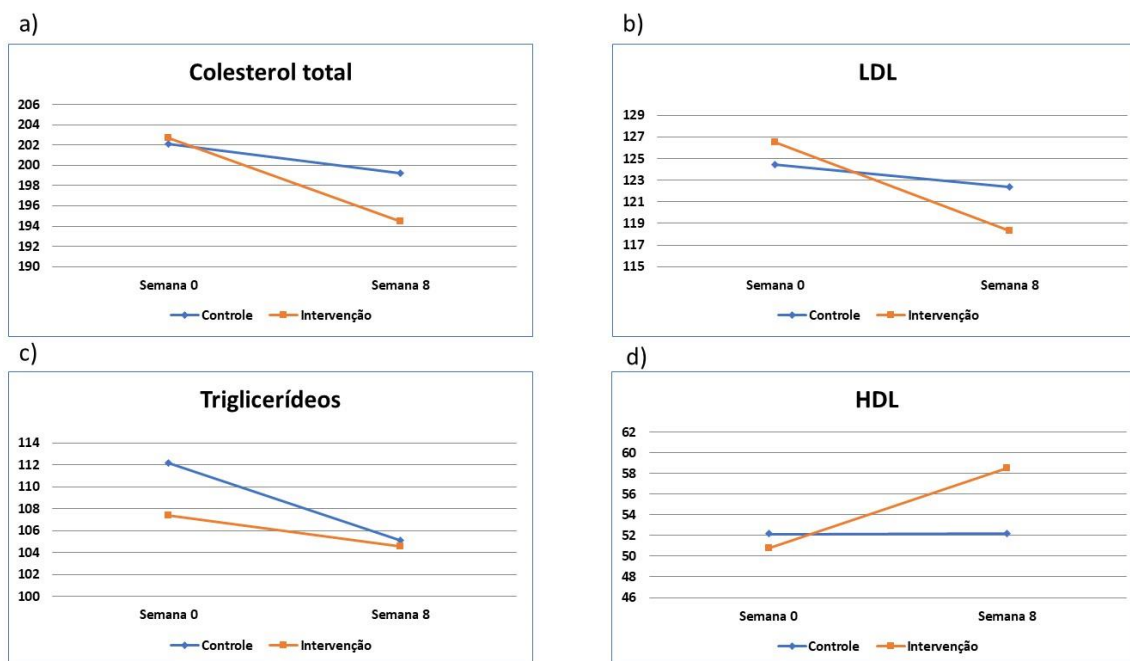 a)
Colesterol total
206
204
202
200
198
196
194
192
190
Semana 0 Semana 8
Controle Intervenção
b)
LDL
129
127
125
123
121
119
117
115
Semana 0 Semana 8
Controle Intervenção
c)
Triglicerídeos
114
112
110
108
106
104
102
100
Semana 0 Semana 8
Controle Intervenção
d)
HDL
62
60
58
56
54
52
50
48
46
Semana 0 Semana 8
Controle Intervenção